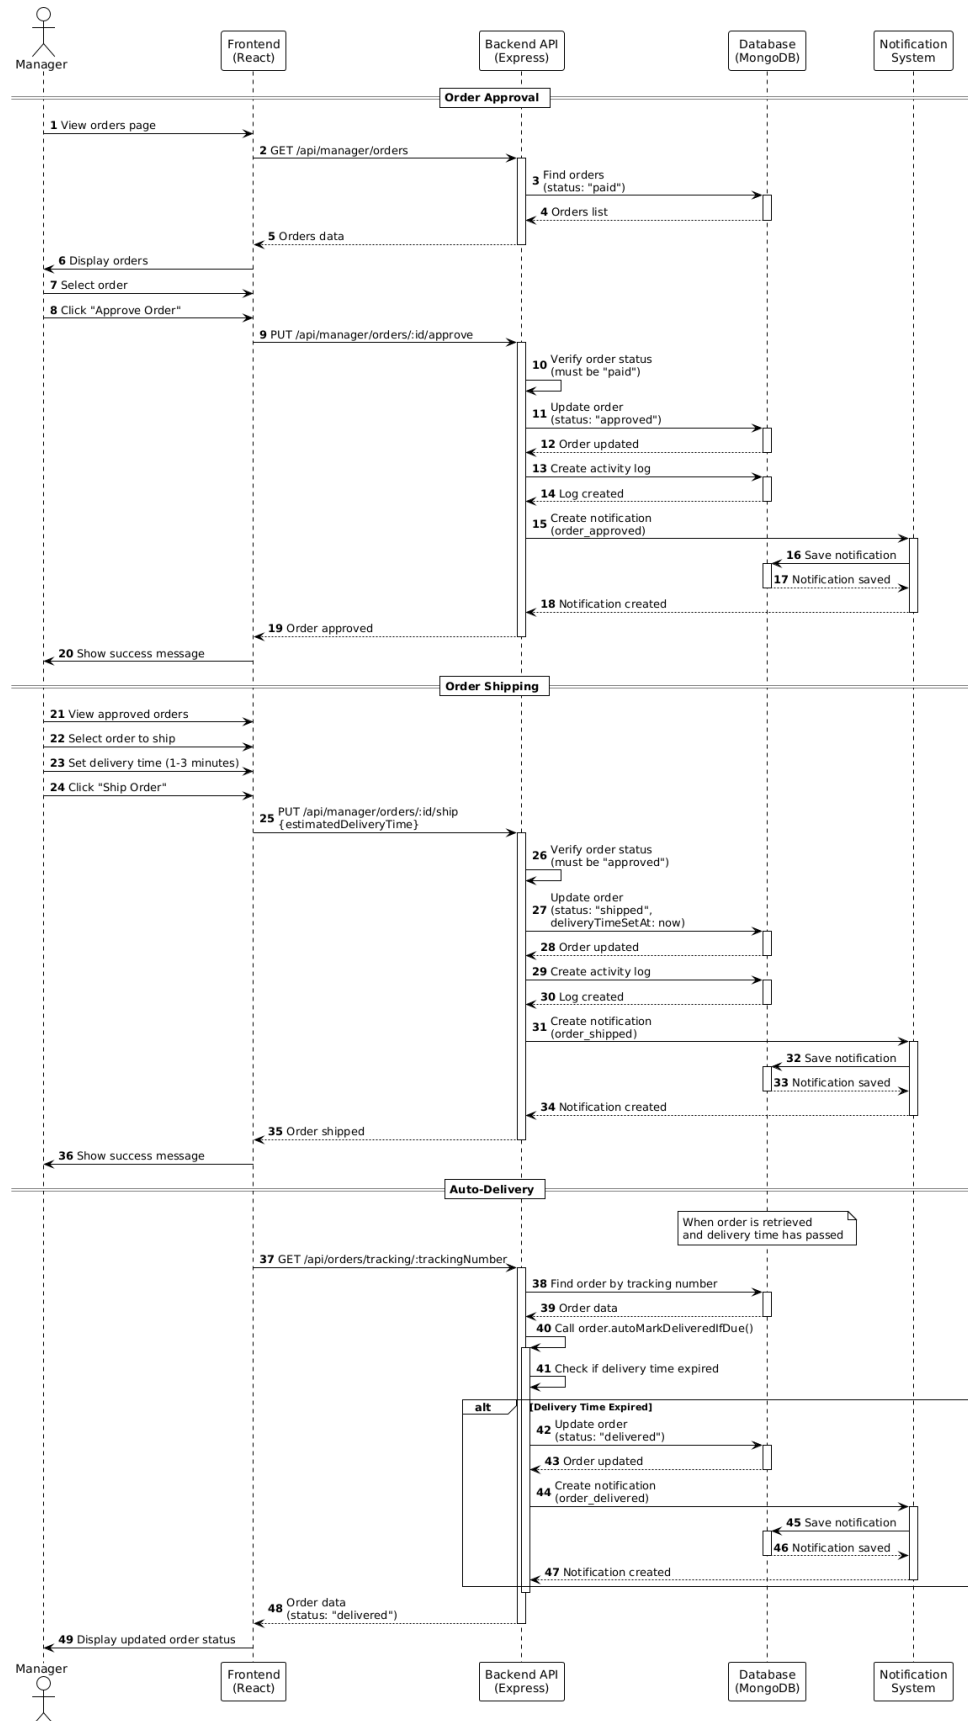 Manager
Frontend
(React)
Backend API
(Express)
Database
(MongoDB)
Notification
System
Order Approval
1 View orders page
2 GET /api/manager/orders
3 Find orders
(status: "paid")
4 Orders list
5 Orders data
6 Display orders
7 Select order
8 Click "Approve Order"
9 PUT /api/manager/orders/:id/approve
10 Verify order status
(must be "paid")
11 Update order
(status: "approved")
12 Order updated
13 Create activity log
14 Log created
15 Create notification
(order_approved)
16 Save notification
17 Notification saved
18 Notification created
19 Order approved
20 Show success message
Order Shipping
21 View approved orders
22 Select order to ship
23 Set delivery time (1-3 minutes)
24 Click "Ship Order"
25 PUT /api/manager/orders/:id/ship
{estimatedDeliveryTime}
26 Verify order status
(must be "approved")
27 Update order
(status: "shipped",
deliveryTimeSetAt: now)
28 Order updated
29 Create activity log
30 Log created
31 Create notification
(order_shipped)
32 Save notification
33 Notification saved
34 Notification created
35 Order shipped
36 Show success message
Auto-Delivery
When order is retrieved
and delivery time has passed
37 GET /api/orders/tracking/:trackingNumber
38 Find order by tracking number
39 Order data
40 Call order.autoMarkDeliveredIfDue()
41 Check if delivery time expired
alt [Delivery Time Expired]
42 Update order
(status: "delivered")
43 Order updated
44 Create notification
(order_delivered)
45 Save notification
46 Notification saved
47 Notification created
48 Order data
(status: "delivered")
49 Display updated order status
Manager
Frontend
(React)
Backend API
(Express)
Database
(MongoDB)
Notification
System